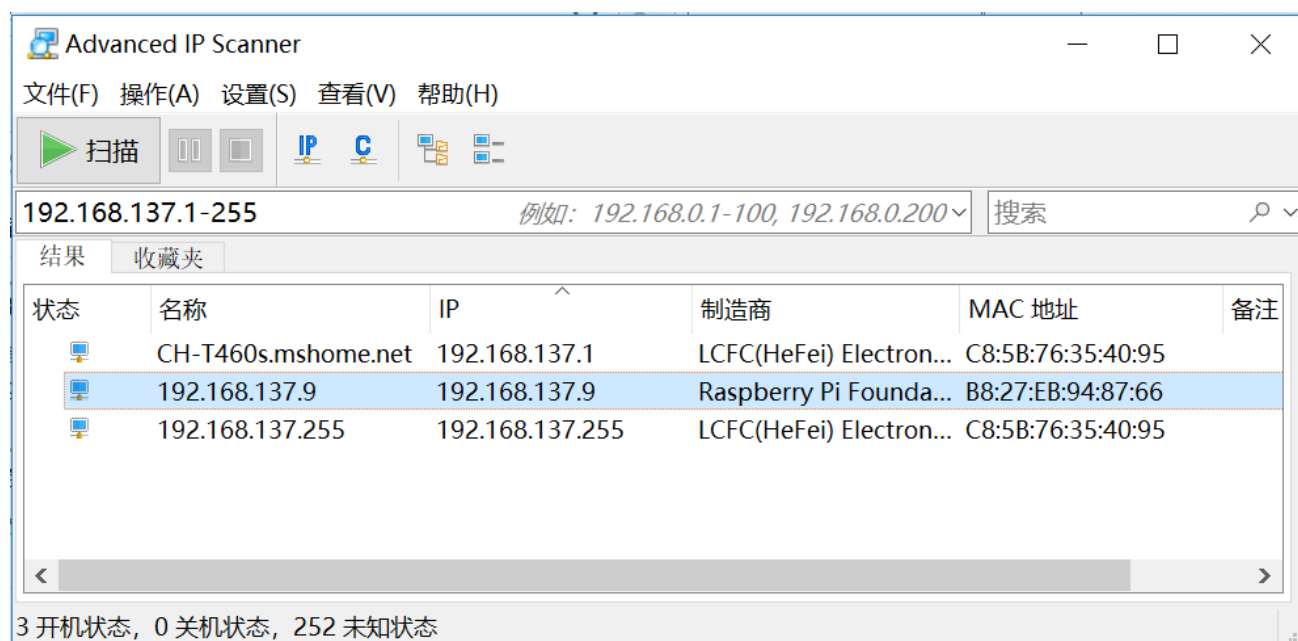 Advanced IP Scanner
文件(F) 操作(A) 设置(S) 查看(V) 帮助(H)
扫描 IP C
192.168.137.1-255 例如：192.168.0.1-100, 192.168.0.200 搜索
结果 收藏夹
状态 名称 IP 制造商 MAC 地址 备注
CH-T460s.mshome.net 192.168.137.1 LCFC(HeFei) Electron... C8:5B:76:35:40:95
192.168.137.9 192.168.137.9 Raspberry Pi Founda... B8:27:EB:94:87:66
192.168.137.255 192.168.137.255 LCFC(HeFei) Electron... C8:5B:76:35:40:95
3 开机状态，0 关机状态，252 未知状态